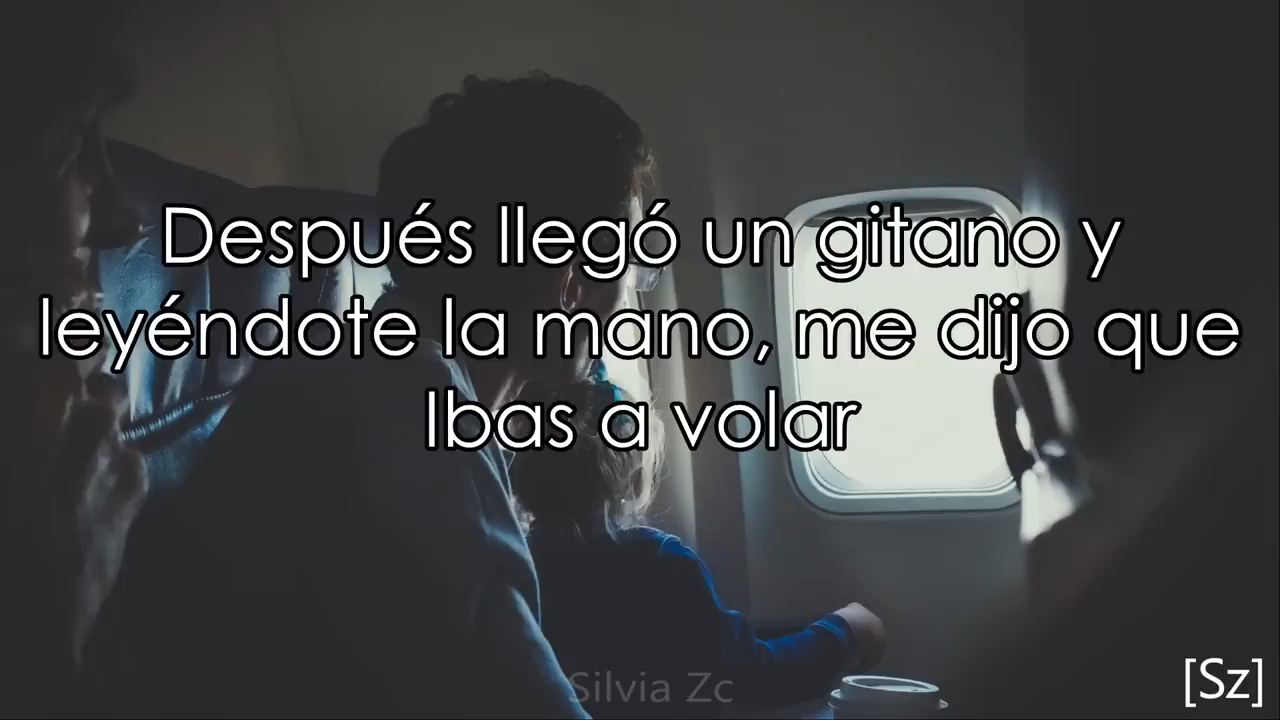 Después llegó un gitano y
leyéndote la mano, me dijo que
Ibas a volar
Silvia Zc
[Sz]